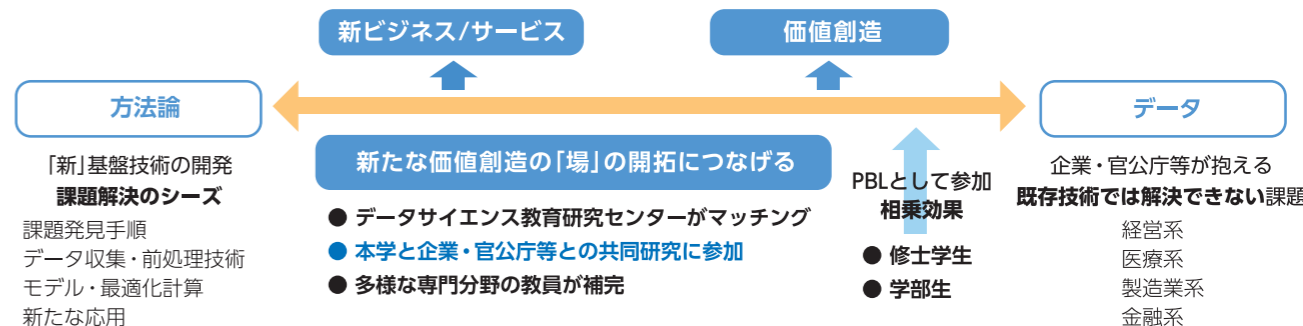 新ビジネス/サービス
価値創造
方法論
データ
「新」基盤技術の開発
課題解決のシーズ
課題発見手順
データ収集・前処理技術
モデル・最適化計算
新たな応用
新たな価値創造の「場」の開拓につなげる
● データサイエンス教育研究センターがマッチング
● 本学と企業・官公庁等との共同研究に参加
● 多様な専門分野の教員が補完
PBLとして参加
相乗効果
● 修士学生
● 学部生
企業・官公庁等が抱える
既存技術では解決できない課題
経営系
医療系
製造業系
金融系